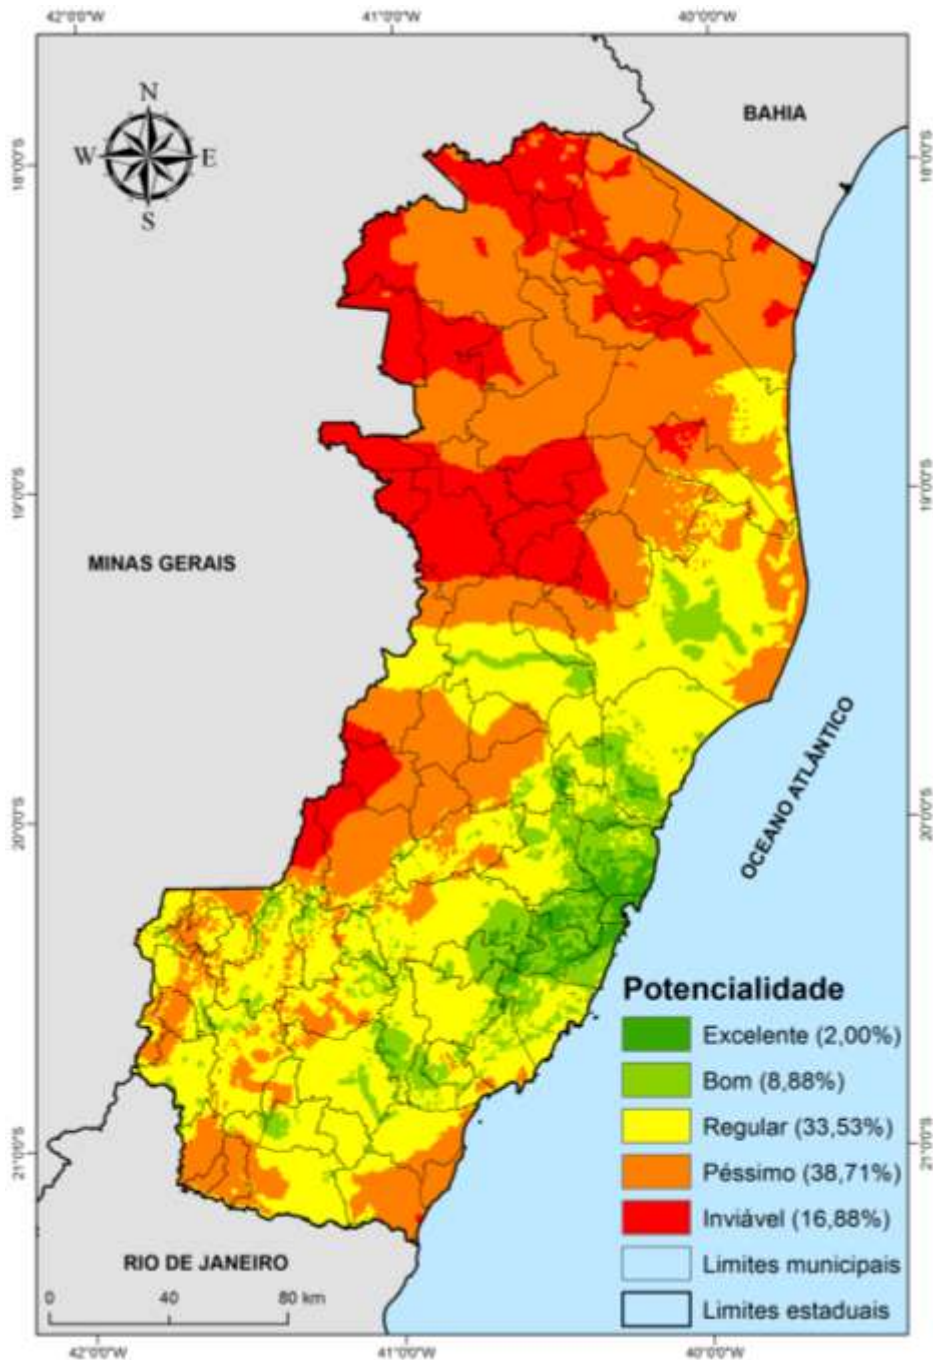 42°0'0"W 41°0'0"W 40°0'0"W
N
W E
S
BAHIA
18°0'0"S 18°0'0"S
19°0'0"S 19°0'0"S
MINAS GERAIS
OCEANO ATLÂNTICO
20°0'0"S 20°0'0"S
Potencialidade
Excelente (2,00%)
Bom (8,88%)
Regular (33,53%)
Péssimo (38,71%)
Inviável (16,88%)
Limites municipais
Limites estaduais
21°0'0"S 21°0'0"S
RIO DE JANEIRO
0 40 80 km
42°0'0"W 41°0'0"W 40°0'0"W